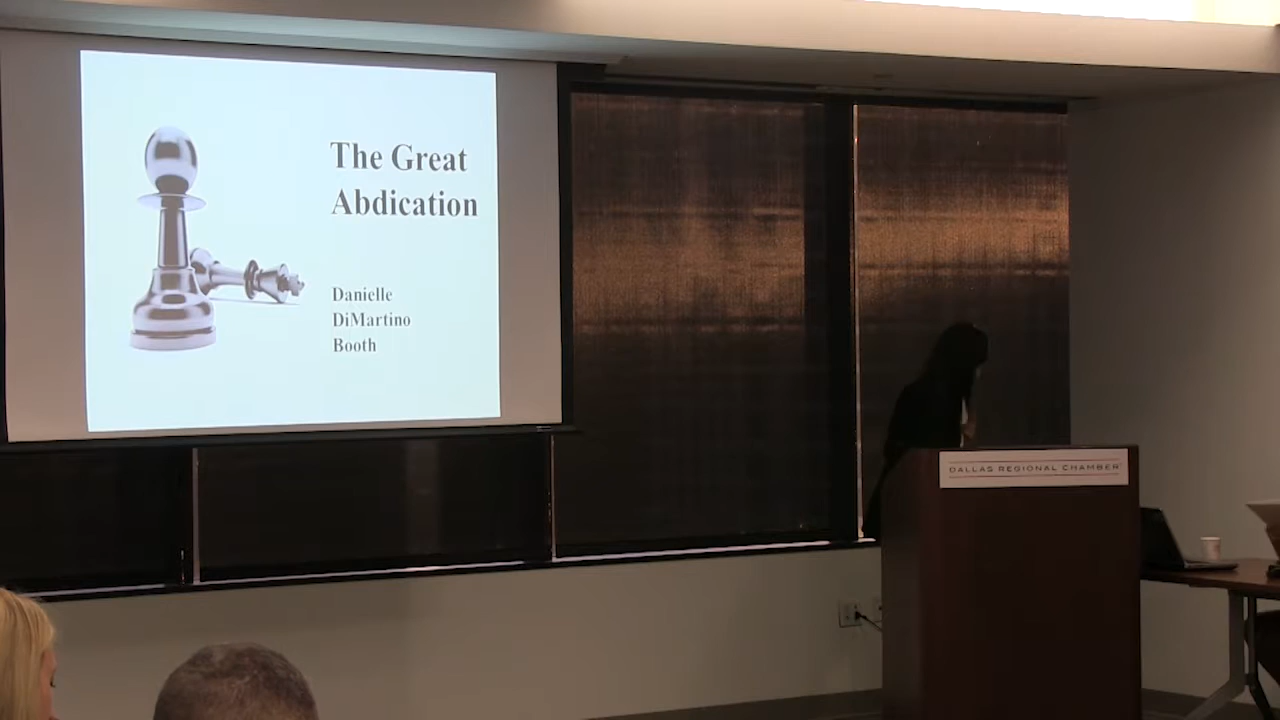 The Great
Abdication
Danielle
DiMartino
Booth
DALLAS REGIONAL CHAMBER